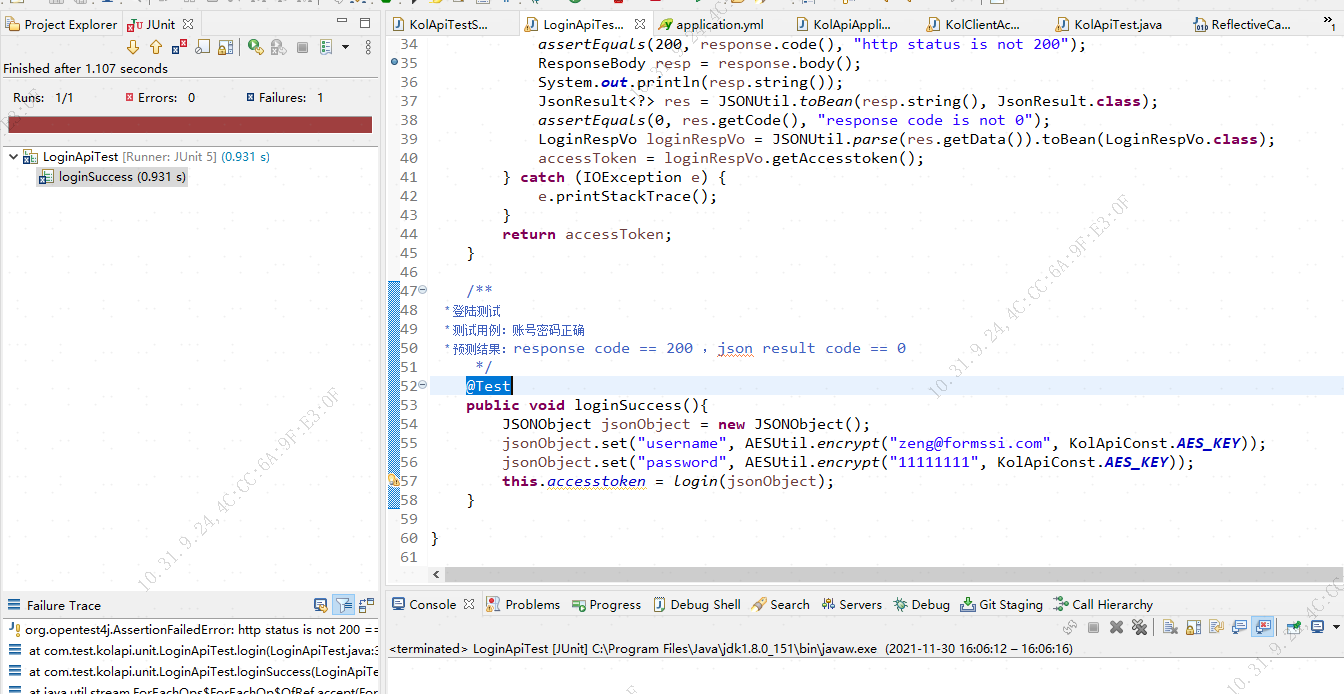 Project Explorer
JUnit
Finished after 1.107 seconds
Runs: 1/1
Errors: 0
Failures: 1
LoginApiTest [Runner: JUnit 5] (0.931 s)
loginSuccess (0.931 s)
Failure Trace
org.opentest4j.AssertionFailedError: http status is not 200 ==
at com.test.kolapi.unit.LoginApiTest.login(LoginApiTest.java:3
at com.test.kolapi.unit.LoginApiTest.loginSuccess(LoginApiTe
at java.util.stream.ForEachOps$ForEachOp$OfRef.accept(For
KolApiTestS...
LoginApiTes...
application.yml
KolApiAppli...
KolClientAc...
KolApiTest.java
ReflectiveCa...
»1
34 assertEquals(200, response.code(), "http status is not 200");
35 ResponseBody resp = response.body();
36 System.out.println(resp.string());
37 JsonResult<?> res = JSONUtil.toBean(resp.string(), JsonResult.class);
38 assertEquals(0, res.getCode(), "response code is not 0");
39 LoginRespVo loginRespVo = JSONUtil.parse(res.getData()).toBean(LoginRespVo.class);
40 accessToken = loginRespVo.getAccesstoken();
41 } catch (IOException e) {
42 e.printStackTrace();
43 }
44 return accessToken;
45 }
46
47 /**
48 *登陆测试
49 *测试用例：账号密码正确
50 *预测结果：response code == 200 ，json result code == 0
51 */
52 @Test
53 public void loginSuccess(){
54 JSONObject jsonObject = new JSONObject();
55 jsonObject.set("username", AESUtil.encrypt("zeng@formssi.com", KolApiConst.AES_KEY));
56 jsonObject.set("password", AESUtil.encrypt("11111111", KolApiConst.AES_KEY));
57 this.accesstoken = login(jsonObject);
58 }
59
60 }
61
Console
Problems
Progress
Debug Shell
Search
Servers
Debug
Git Staging
Call Hierarchy
<terminated> LoginApiTest [JUnit] C:\Program Files\Java\jdk1.8.0_151\bin\javaw.exe (2021-11-30 16:06:12 – 16:06:16)
10.31.9.24,4C:CC:6A:9F:E3:0F
10.31.9.24,4C:CC:6A:9F:E3:0F